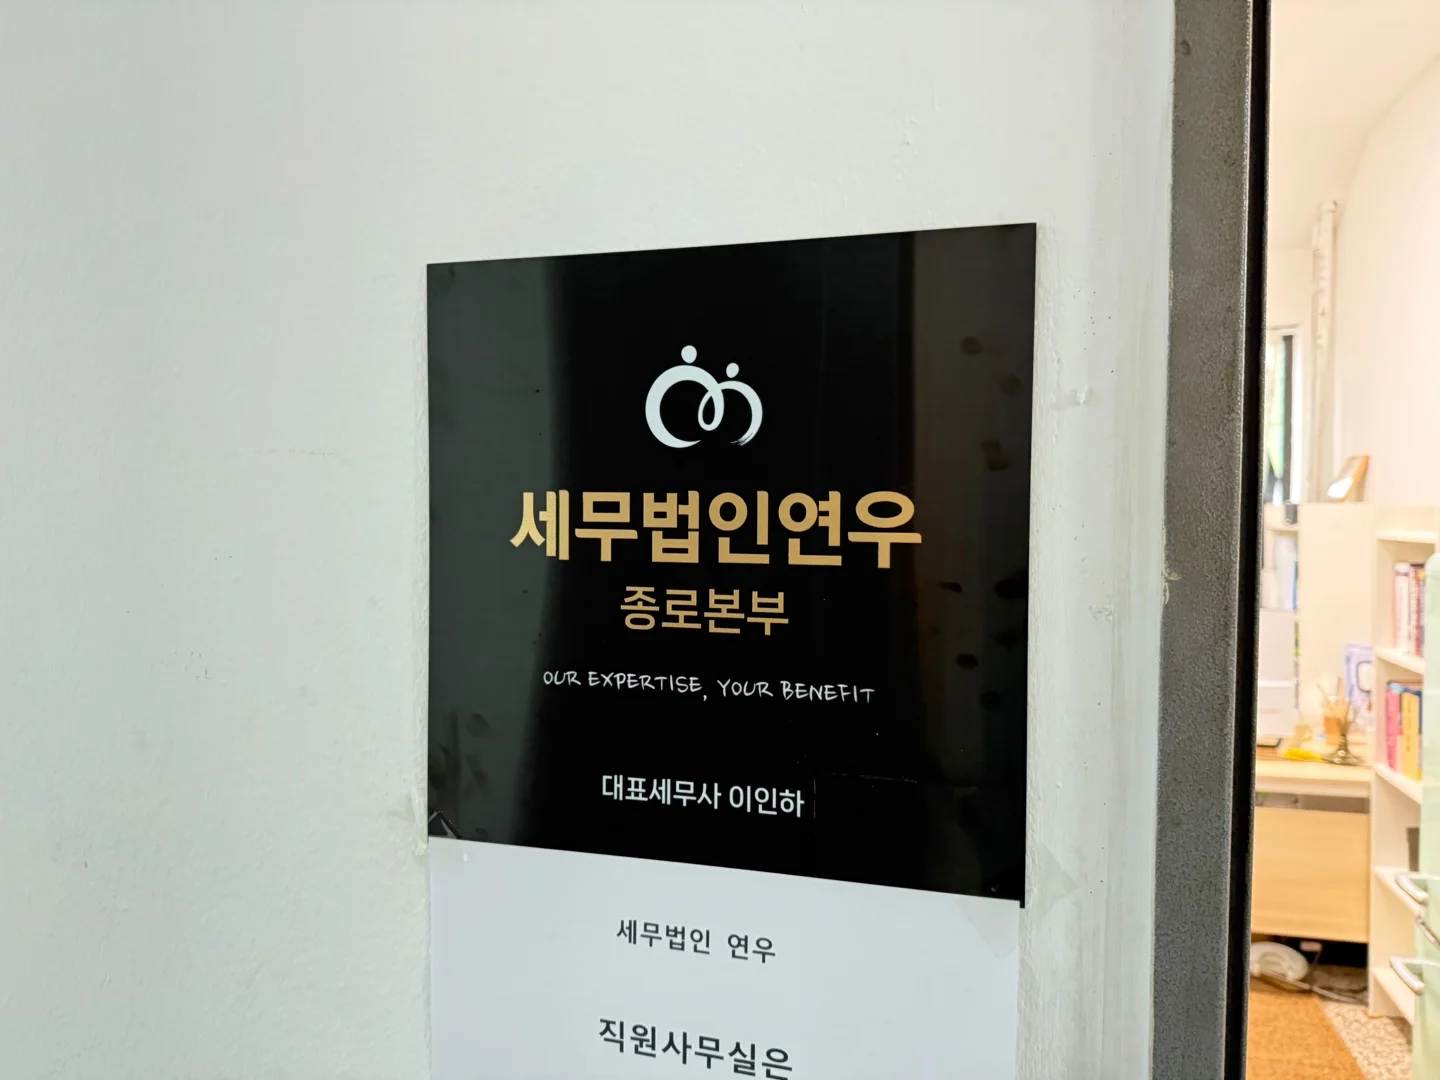 세무법인연우
종로본부
OUR EXPERTISE, YOUR BENEFIT
대표세무사 이인하
세무법인 연우
직원사무실은